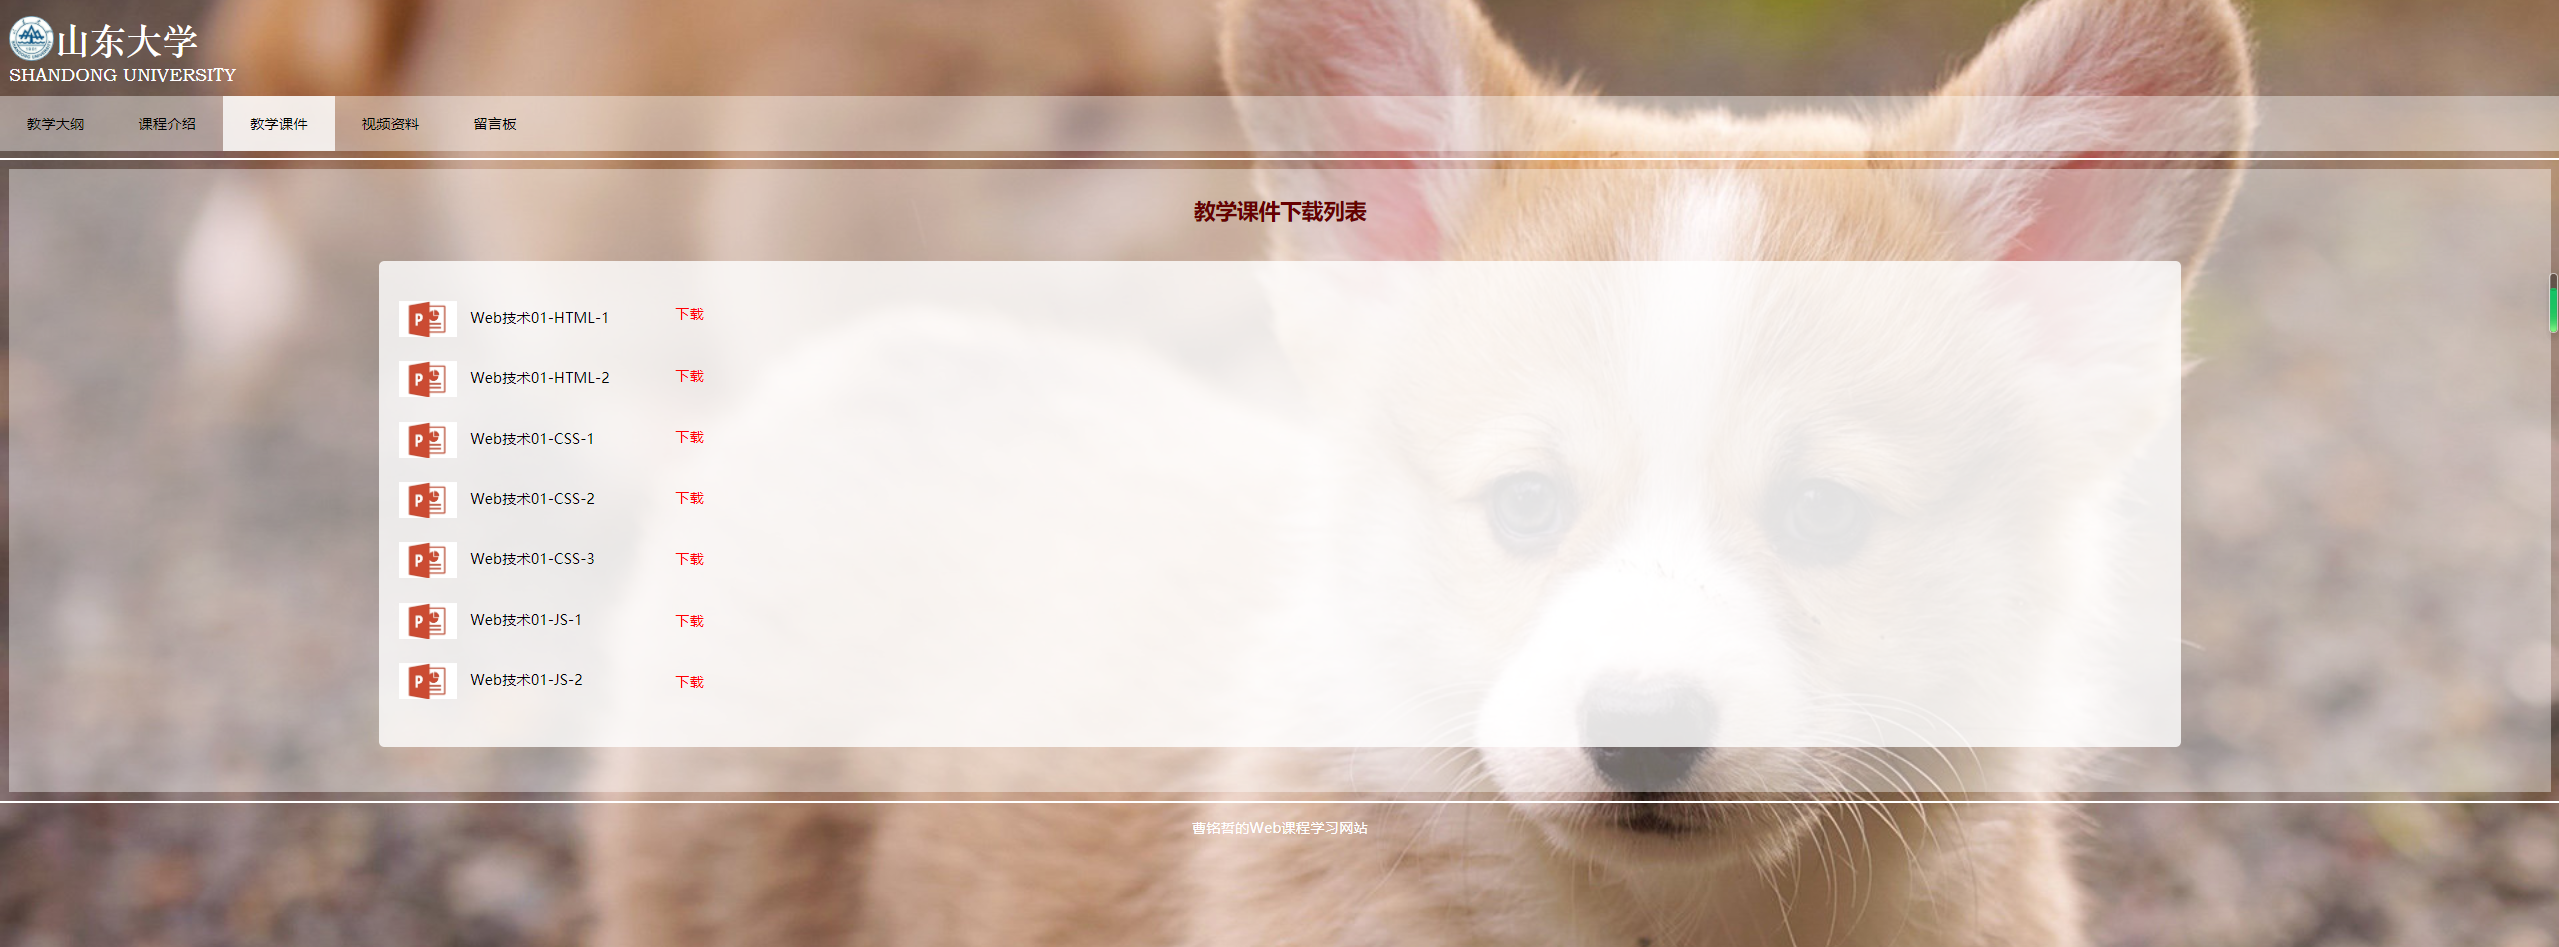 山东大学
SHANDONG UNIVERSITY
教学大纲 课程介绍 教学课件 视频资料 留言板
教学课件下载列表
Web技术01-HTML-1 下载
Web技术01-HTML-2 下载
Web技术01-CSS-1 下载
Web技术01-CSS-2 下载
Web技术01-CSS-3 下载
Web技术01-JS-1 下载
Web技术01-JS-2 下载
曹铭哲的Web课程学习网站